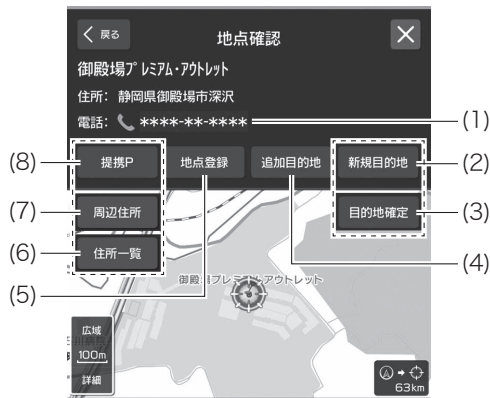 戻る
地点確認
御殿場プレミアム・アウトレット
住所: 静岡県御殿場市深沢
電話: ***-**-****
(1)
(8)
提携P
地点登録
追加目的地
新規目的地
(2)
(7)
周辺住所
目的地確定
(3)
(6)
住所一覧
(4)
(5)
御殿場プレミアムアウトレット
広域
100m
詳細
63km